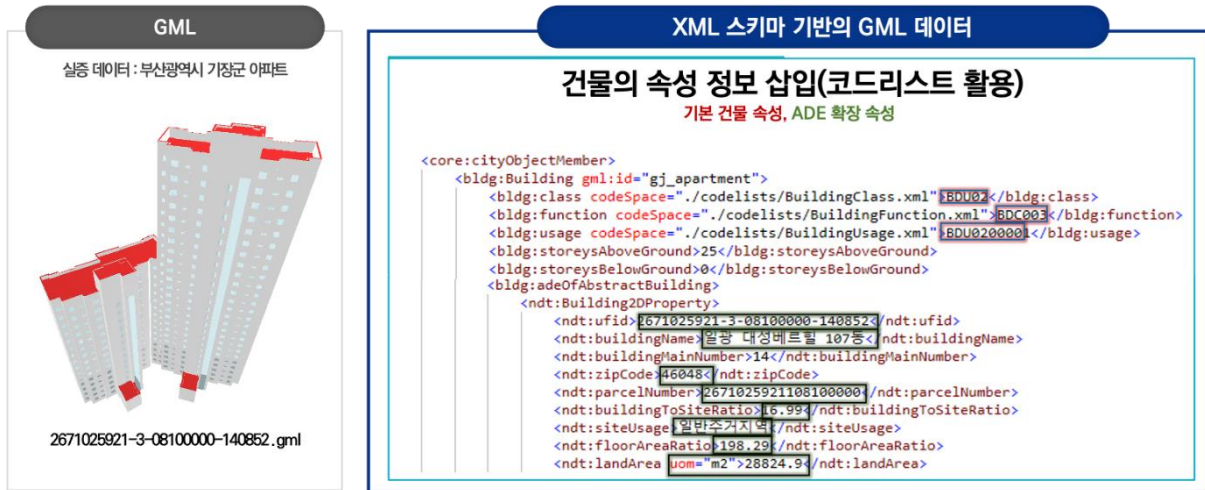 GML
실증 데이터 : 부산광역시 기장군 아파트
2671025921-3-08100000-140852.gml
XML 스키마 기반의 GML 데이터
건물의 속성 정보 삽입(코드리스트 활용)
기본 건물 속성, ADE 확장 속성
<core:cityObjectMember>
<bldg:Building gml:id="gj_apartment">
<bldg:class codeSpace="./codelists/BuildingClass.xml">BDU02</bldg:class>
<bldg:function codeSpace="./codelists/BuildingFunction.xml">BDC003</bldg:function>
<bldg:usage codeSpace="./codelists/BuildingUsage.xml">BDU0200001</bldg:usage>
<bldg:storeysAboveGround>25</bldg:storeysAboveGround>
<bldg:storeysBelowGround>0</bldg:storeysBelowGround>
<bldg:adeOfAbstractBuilding>
<ndt:Building2DProperty>
<ndt:ufid>2671025921-3-08100000-140852</ndt:ufid>
<ndt:buildingName>일광 대성베르힐 107동</ndt:buildingName>
<ndt:buildingMainNumber>14</ndt:buildingMainNumber>
<ndt:zipCode>46048</ndt:zipCode>
<ndt:parcelNumber>2671025921108100000</ndt:parcelNumber>
<ndt:buildingToSiteRatio>16.99</ndt:buildingToSiteRatio>
<ndt:siteUsage>일반주거지역</ndt:siteUsage>
<ndt:floorAreaRatio>198.29</ndt:floorAreaRatio>
<ndt:landArea uom="m2">28824.9</ndt:landArea>